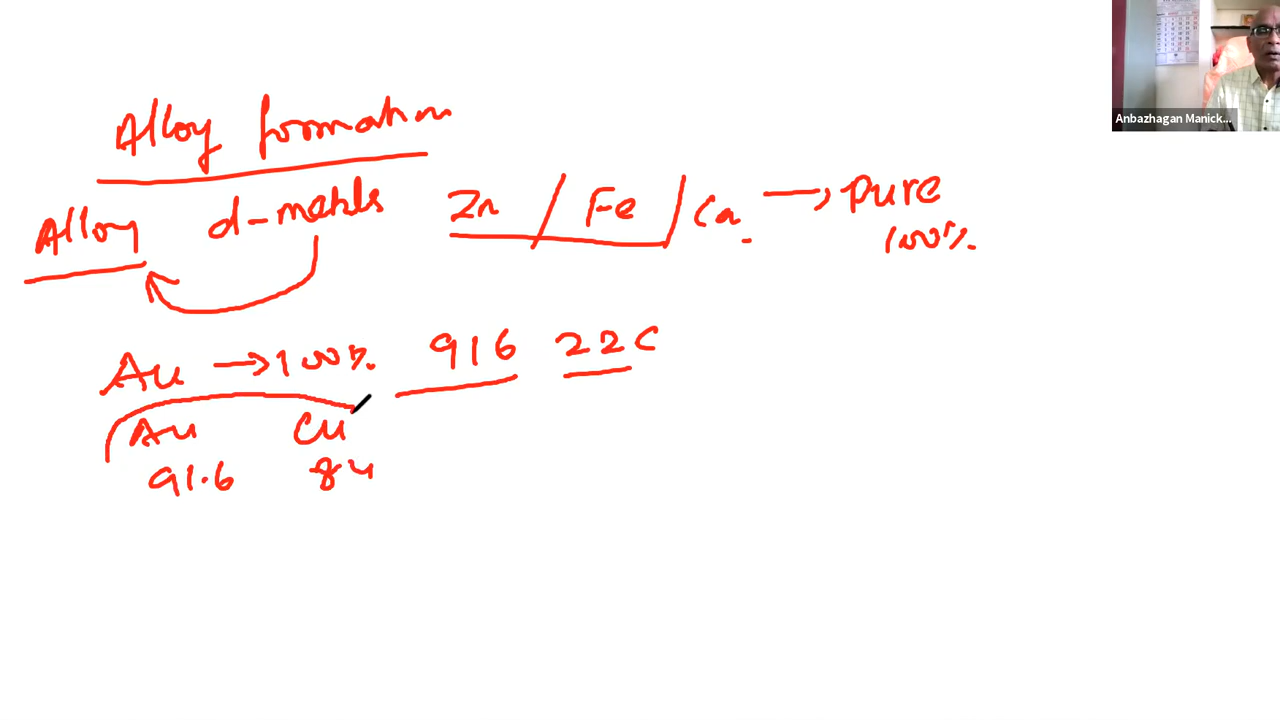 Anbazhagan Manick...
Alloy formation
Alloy d-metals Zn / Fe / Ca. → pure
100%.
Au → 100%. 916 22C
Au Cu
91.6 84